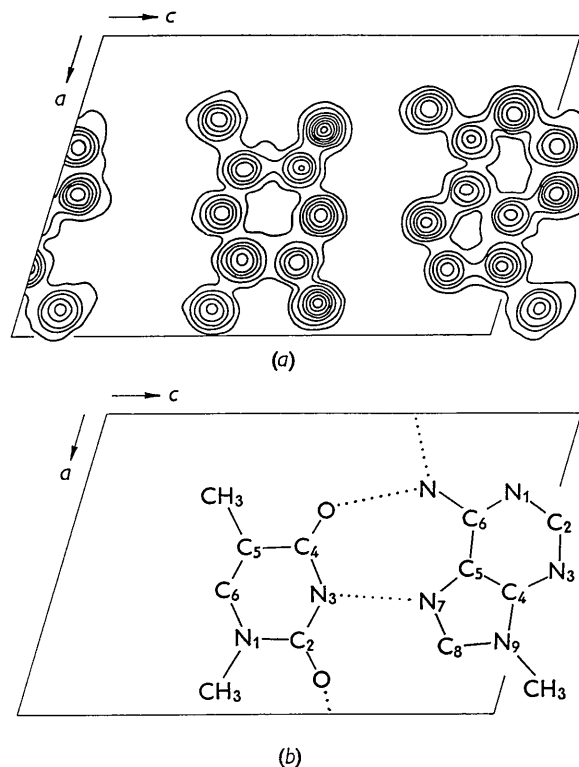 c
a
(a)
c
a
CH₃ O N N₁
C₆ C₂
C₅ C₄ C₅ N₃
C₆ N₃ N₇ C₄
N₁ C₂ C₈ N₉
CH₃ O CH₃
(b)